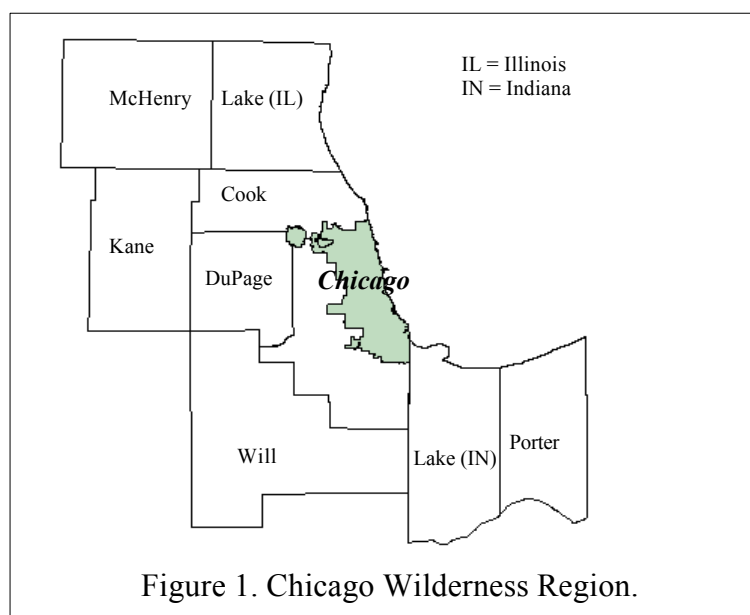 IL = Illinois
IN = Indiana
McHenry
Lake (IL)
Cook
Kane
DuPage
Chicago
Will
Lake (IN)
Porter
Figure 1. Chicago Wilderness Region.